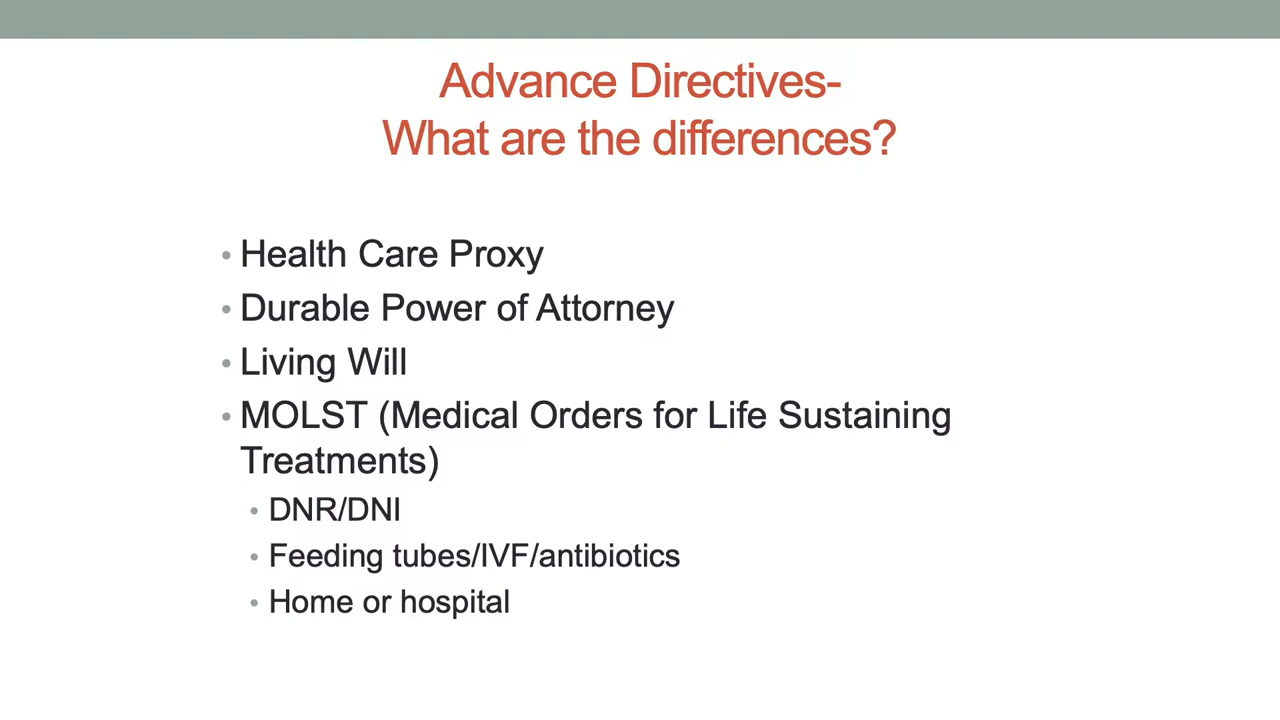 Advance Directives-
What are the differences?
• Health Care Proxy
• Durable Power of Attorney
• Living Will
• MOLST (Medical Orders for Life Sustaining
Treatments)
• DNR/DNI
• Feeding tubes/IVF/antibiotics
• Home or hospital